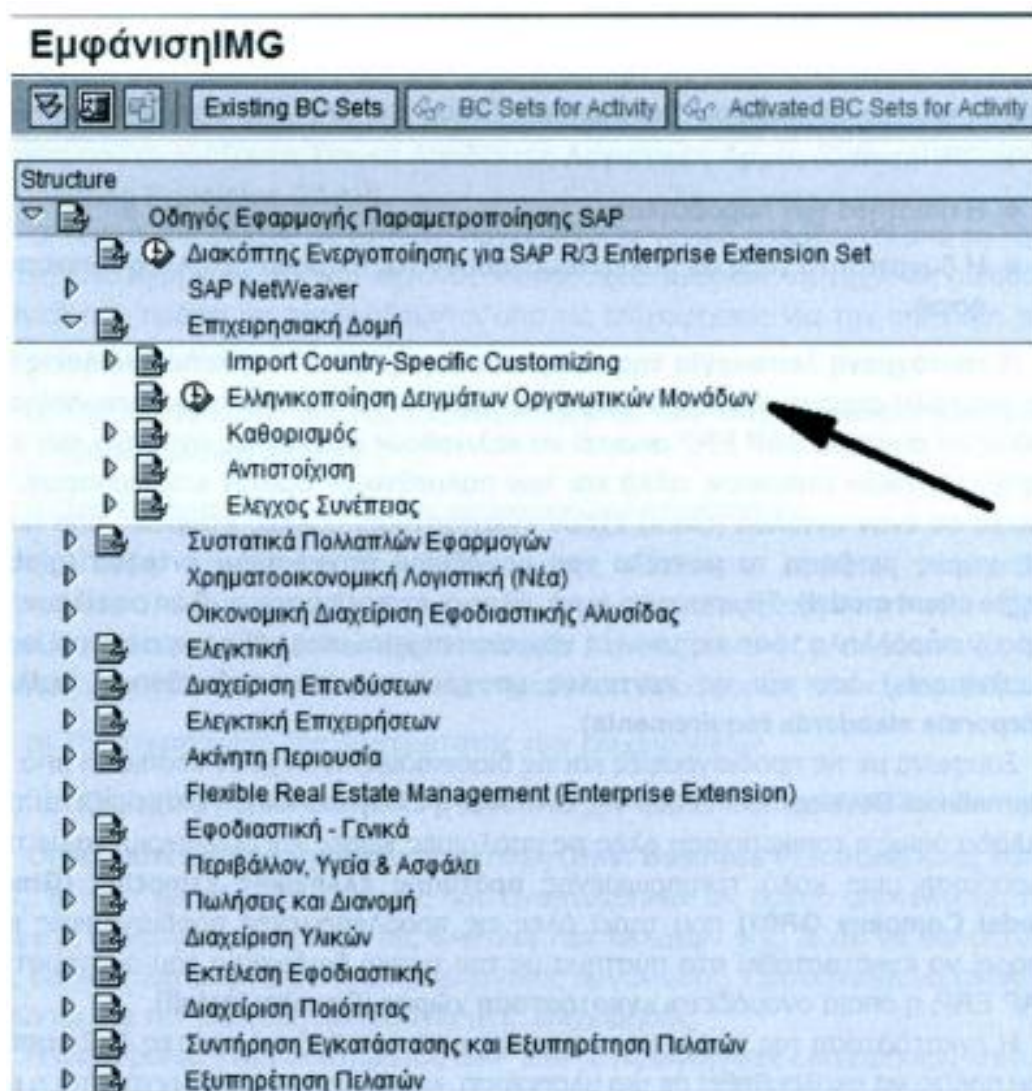 ΕμφάνισηIMG
Existing BC Sets BC Sets for Activity Activated BC Sets for Activity
Structure
Οδηγός Εφαρμογής Παραμετροποίησης SAP
Διακόπτης Ενεργοποίησης για SAP R/3 Enterprise Extension Set
SAP NetWeaver
Επιχειρησιακή Δομή
Import Country-Specific Customizing
Ελληνικοποίηση Δειγμάτων Οργανωτικών Μονάδων
Καθορισμός
Αντιστοίχιση
Ελεγχος Συνέπειας
Συστατικά Πολλαπλών Εφαρμογών
Χρηματοοικονομική Λογιστική (Νέα)
Οικονομική Διαχείριση Εφοδιαστικής Αλυσίδας
Ελεγκτική
Διαχείριση Επενδύσεων
Ελεγκτική Επιχειρήσεων
Ακίνητη Περιουσία
Flexible Real Estate Management (Enterprise Extension)
Εφοδιαστική - Γενικά
Περιβάλλον, Υγεία & Ασφάλει
Πωλήσεις και Διανομή
Διαχείριση Υλικών
Εκτέλεση Εφοδιαστικής
Διαχείριση Ποιότητας
Συντήρηση Εγκατάστασης και Εξυπηρέτηση Πελατών
Εξυπηρέτηση Πελατών